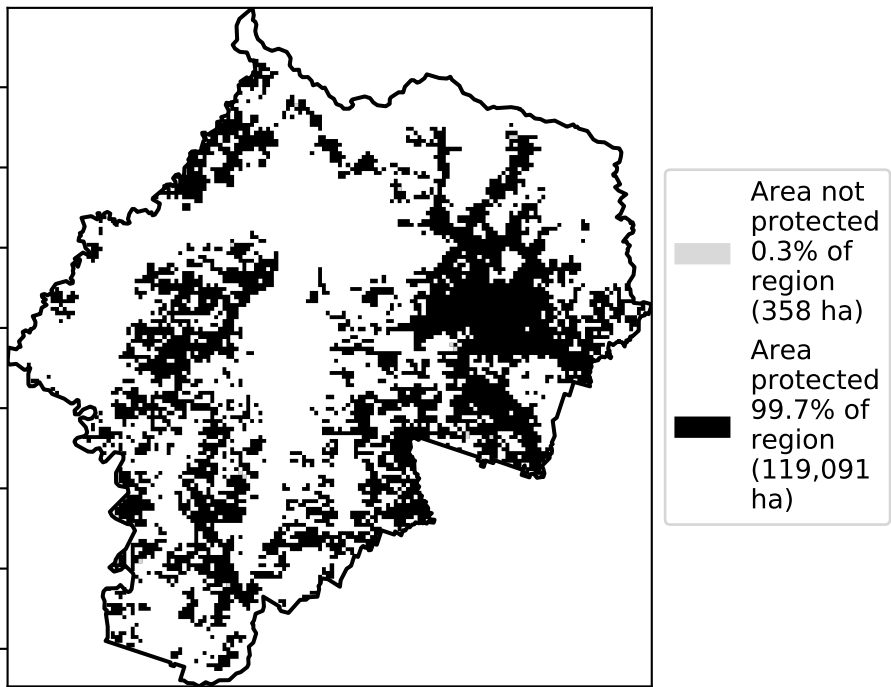 Area not
protected
0.3% of
region
(358 ha)
Area
protected
99.7% of
region
(119,091
ha)